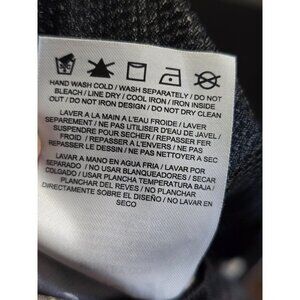 HAND WASH COLD / WASH SEPARATELY / DO NOT
BLEACH / LINE DRY / COOL IRON / IRON INSIDE
OUT / DO NOT IRON DESIGN / DO NOT DRY CLEAN
LAVER A LA MAIN A L'EAU FROIDE / LAVER
SEPAREMENT / NE PAS UTILISER D'EAU DE JAVEL /
SUSPENDRE POUR SECHER / REPASSER FER
FROID / REPASSER A L'ENVERS / NE PAS
REPASSER LE DESSIN / NE PAS NETTOYER A SEC
LAVAR A MANO EN AGUA FRIA / LAVAR POR
SEPARADO / NO USAR BLANQUEADORES / SECAR
COLGADO / USAR PLANCHA TEMPERATURA BAJA /
PLANCHAR DEL REVES / NO PLANCHAR
DIRECTAMENTE SOBRE EL DISEÑO / NO LAVAR EN
SECO